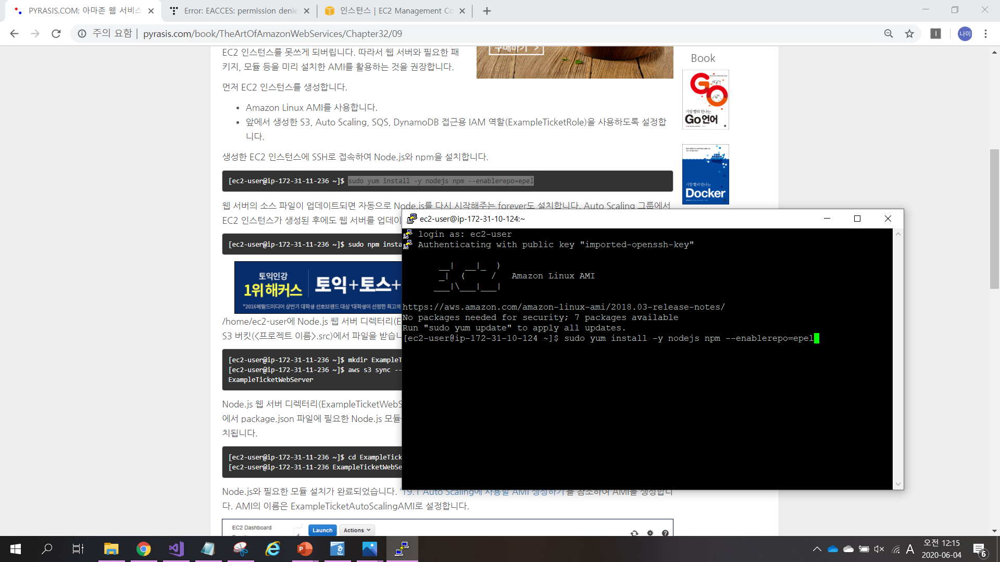 PYRASIS.COM: 아마존 웹 서비스
Error: EACCES: permission denie
인스턴스 | EC2 Management Co
주의 요함 | pyrasis.com/book/TheArtOfAmazonWebServices/Chapter32/09
나미
EC2 인스턴스를 못쓰게 되버립니다. 따라서 웹 서버와 필요한 패
키지, 모듈 등을 미리 설치한 AMI를 활용하는 것을 권장합니다.
구매하기 >
먼저 EC2 인스턴스를 생성합니다.
• Amazon Linux AMI를 사용합니다.
• 앞에서 생성한 S3, Auto Scaling, SQS, DynamoDB 접근용 IAM 역할(ExampleTicketRole)을 사용하도록 설정합
니다.
생성한 EC2 인스턴스에 SSH로 접속하여 Node.js와 npm을 설치합니다.
[ec2-user@ip-172-31-11-236 ~]$ sudo yum install -y nodejs npm --enablerepo=epel
웹 서버의 소스 파일이 업데이트되면 자동으로 Node.js를 다시 시작해주는 forever도 설치합니다. Auto Scaling 그룹에서
EC2 인스턴스가 생성된 후에도 웹 서버를 업데이
[ec2-user@ip-172-31-11-236 ~]$ sudo npm insta
토익인강
1위 해커스
토익+토스+
*2016헤럴드미디어 상반기 대학생 선호브랜드 대상 '대학생이 선정한 최고의
/home/ec2-user에 Node.js 웹 서버 디렉터리(E
S3 버킷(<프로젝트 이름>.src)에서 파일을 받습니
[ec2-user@ip-172-31-11-236 ~]$ mkdir ExampleT
[ec2-user@ip-172-31-11-236 ~]$ aws s3 sync --
ExampleTicketWebServer
Node.js 웹 서버 디렉터리(ExampleTicketWebS
에서 package.json 파일에 필요한 Node.js 모듈
치됩니다.
[ec2-user@ip-172-31-11-236 ~]$ cd ExampleTick
[ec2-user@ip-172-31-11-236 ExampleTicketWebSe
Node.js와 필요한 모듈 설치가 완료되었습니다. '19.1 Auto Scaling에 사용할 AMI 생성하기'를 참조하여 AMI를 생성합니
다. AMI의 이름은 ExampleTicketAutoScalingAMI로 설정합니다.
EC2 Dashboard
Launch
Actions
Book
GO
가장 빨리 만나는
Go 언어
가장 빨리 만나는
Docker
ec2-user@ip-172-31-10-124:~
login as: ec2-user
Authenticating with public key "imported-openssh-key"
__|  __|_  )
_|  (     /   Amazon Linux AMI
___|\___|___|
https://aws.amazon.com/amazon-linux-ami/2018.03-release-notes/
No packages needed for security; 7 packages available
Run "sudo yum update" to apply all updates.
[ec2-user@ip-172-31-10-124 ~]$ sudo yum install -y nodejs npm --enablerepo=epel
A
오전 12:15
2020-06-04
6